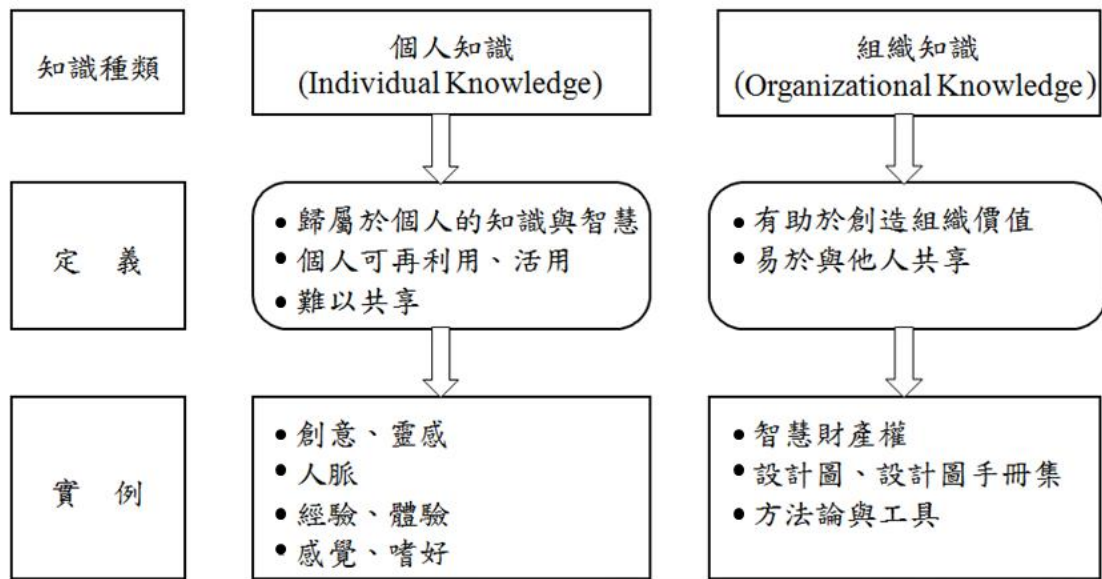 知識種類
個人知識
(Individual Knowledge)
組織知識
(Organizational Knowledge)
定 義
• 歸屬於個人的知識與智慧
• 個人可再利用、活用
• 難以共享
• 有助於創造組織價值
• 易於與他人共享
實 例
• 創意、靈感
• 人脈
• 經驗、體驗
• 感覺、嗜好
• 智慧財產權
• 設計圖、設計圖手冊集
• 方法論與工具